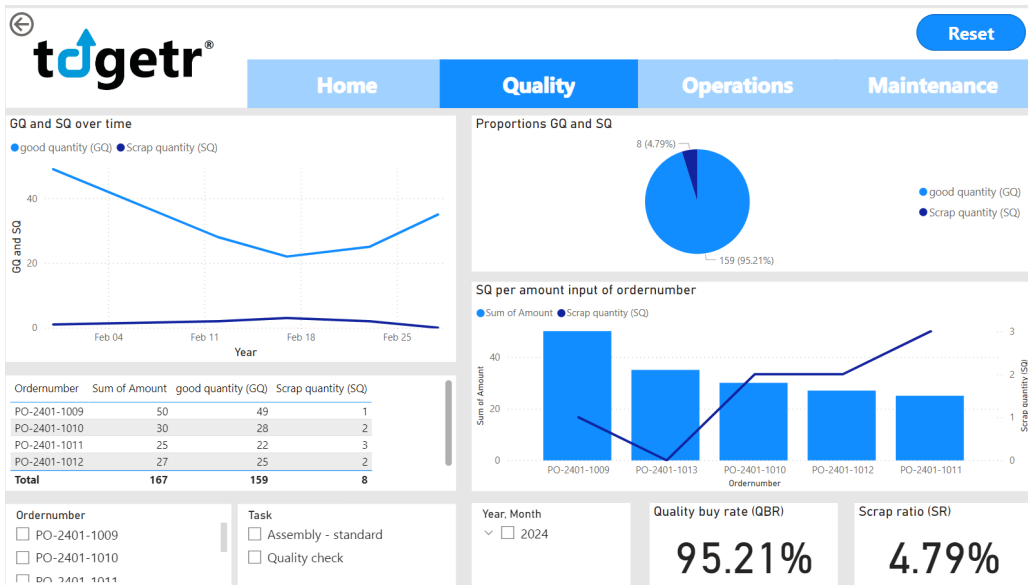 togetr®
Reset
Home Quality Operations Maintenance
GQ and SQ over time
good quantity (GQ) Scrap quantity (SQ)
GQ and SQ
40
20
0
Feb 04 Feb 11 Feb 18 Feb 25
Year
Proportions GQ and SQ
8 (4.79%)
159 (95.21%)
good quantity (GQ)
Scrap quantity (SQ)
SQ per amount input of ordernumber
Sum of Amount Scrap quantity (SQ)
Sum of Amount
40
20
0
3
2
1
0
Scrap quantity (SQ)
PO-2401-1009 PO-2401-1013 PO-2401-1010 PO-2401-1012 PO-2401-1011
Ordernumber
Ordernumber Sum of Amount good quantity (GQ) Scrap quantity (SQ)
PO-2401-1009 50 49 1
PO-2401-1010 30 28 2
PO-2401-1011 25 22 3
PO-2401-1012 27 25 2
Total 167 159 8
Ordernumber
PO-2401-1009
PO-2401-1010
PO-2401-1011
Task
Assembly - standard
Quality check
Year, Month
2024
Quality buy rate (QBR)
95.21%
Scrap ratio (SR)
4.79%